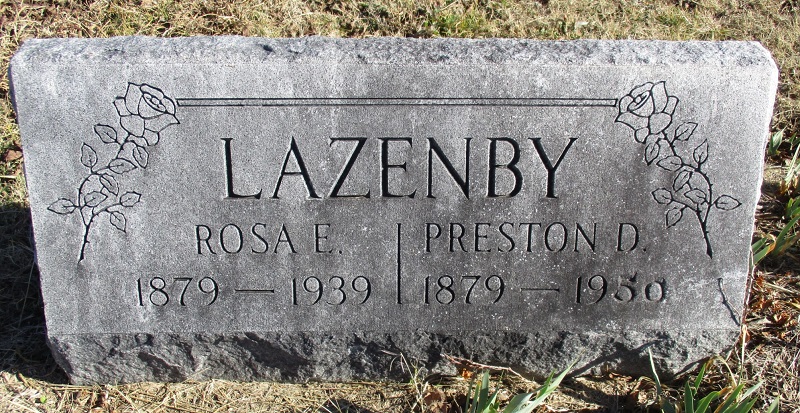 LAZENBY
ROSA E. PRESTON D.
1879 — 1939 1879 — 1950